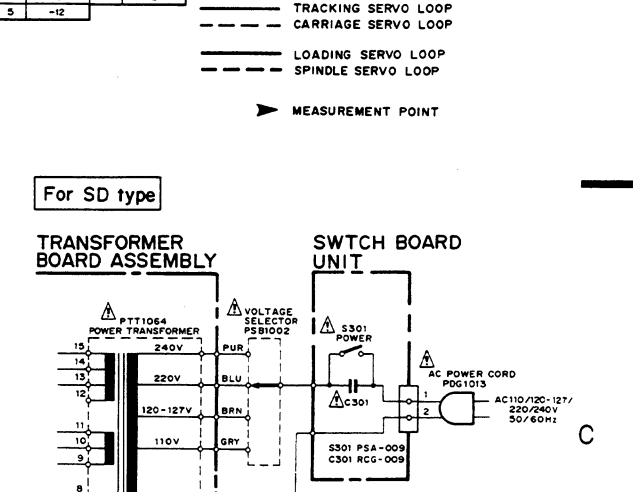 5 -12
TRACKING SERVO LOOP
CARRIAGE SERVO LOOP
LOADING SERVO LOOP
SPINDLE SERVO LOOP
MEASUREMENT POINT
For SD type
TRANSFORMER
BOARD ASSEMBLY
SWTCH BOARD
UNIT
PTT1064
POWER TRANSFORMER
VOLTAGE
SELECTOR
PSB1002
S301
POWER
15
240V
PUR
14
13
220V
BLU
12
120-127V
BRN
11
10
110V
GRY
9
8
C301
AC POWER CORD
PDG1013
1
2
AC110/120-127/
220/240V
50/60Hz
S301 PSA-009
C301 RCG-009
C